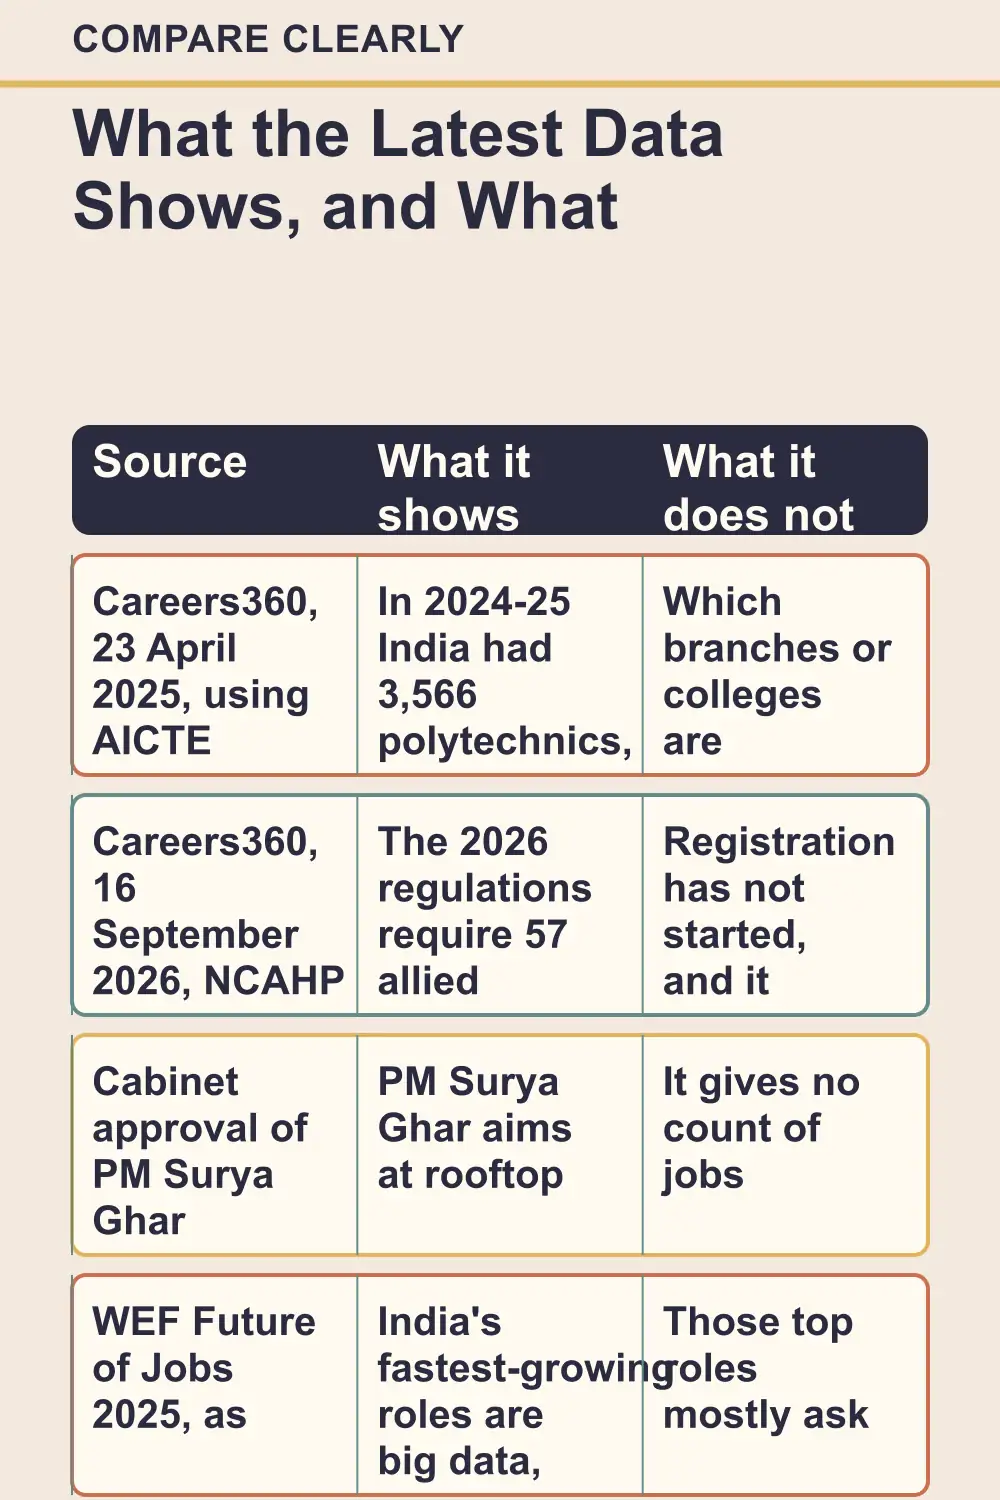 COMPARE CLEARLY
What the Latest Data
Shows, and What
Source
What it
shows
What it
does not
Careers360,
23 April
2025, using
AICTE
In 2024-25
India had
3,566
polytechnics,
Which
branches or
colleges
are
Careers360,
16
September
2026, NCAHP
The 2026
regulations
require 57
allied
Registration
has not
started,
and it
Cabinet
approval of
PM Surya
Ghar
PM Surya
Ghar aims
at rooftop
It gives no
count of
jobs
WEF Future
of Jobs
2025, as
India's
fastest-growing
roles are
big data,
Those top
roles
mostly ask